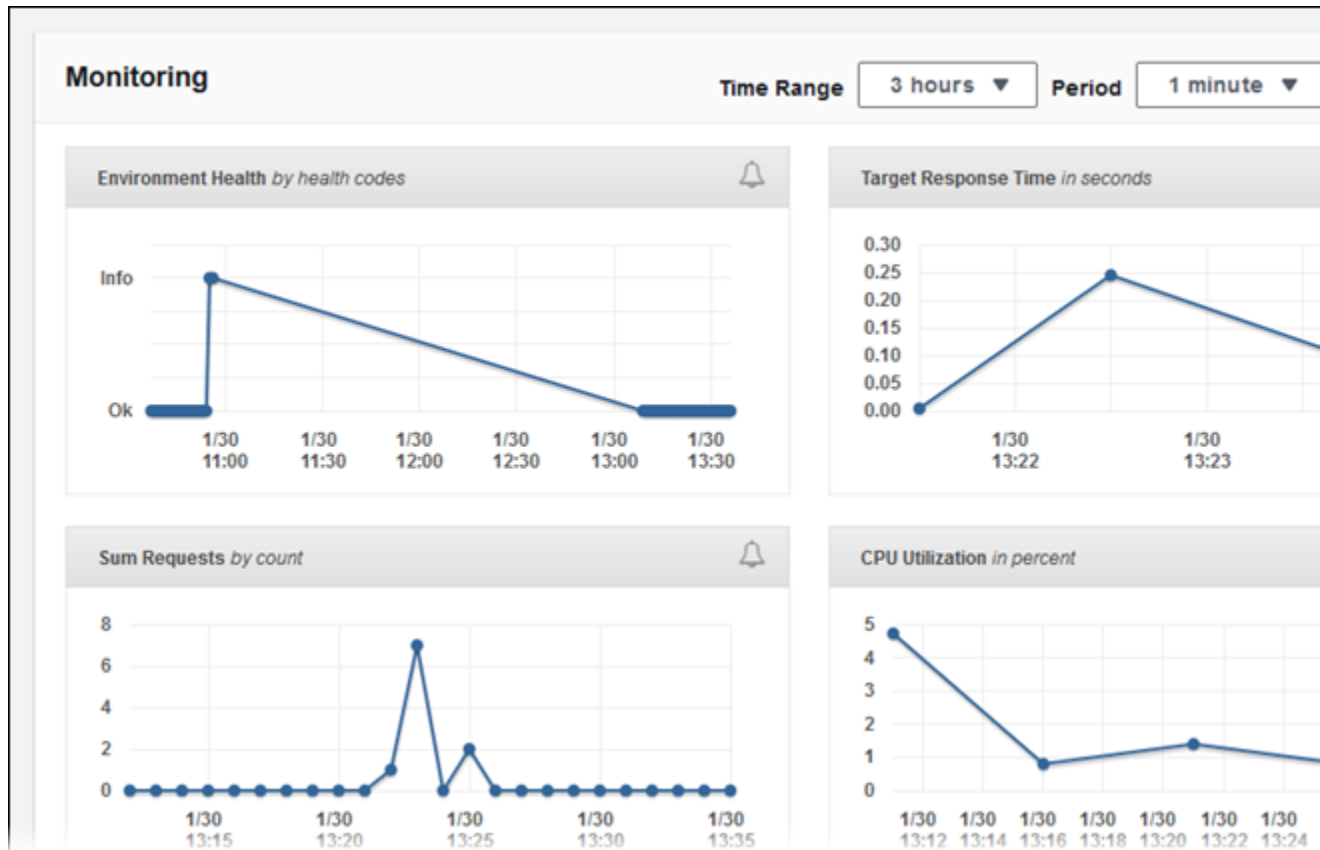 Monitoring
Time Range 3 hours ▼ Period 1 minute ▼
Environment Health by health codes
Info
Ok
1/30 1/30 1/30 1/30 1/30 1/30
11:00 11:30 12:00 12:30 13:00 13:30
Target Response Time in seconds
0.30
0.25
0.20
0.15
0.10
0.05
0.00
1/30 1/30
13:22 13:23
Sum Requests by count
8
6
4
2
0
1/30 1/30 1/30 1/30 1/30
13:15 13:20 13:25 13:30 13:35
CPU Utilization in percent
5
4
3
2
1
0
1/30 1/30 1/30 1/30 1/30 1/30 1/30
13:12 13:14 13:16 13:18 13:20 13:22 13:24